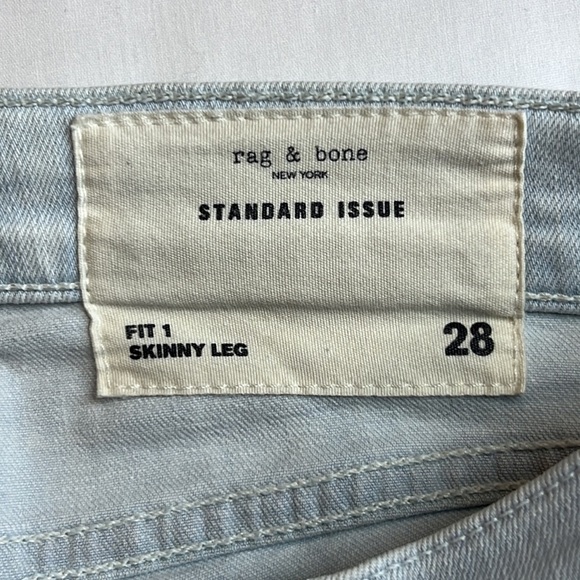 rag & bone
NEW YORK
STANDARD ISSUE
FIT 1
SKINNY LEG
28